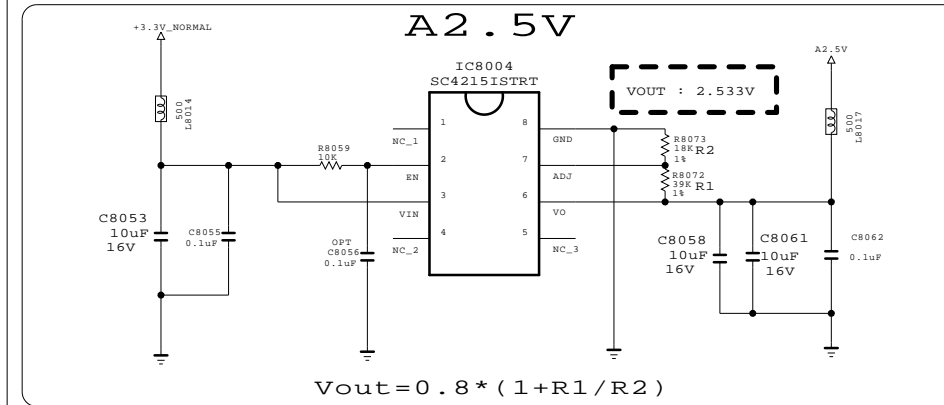 A2.5V
+3.3V_NORMAL
A2.5V
IC8004
SC4215ISTRT
VOUT : 2.533V
500
L8014
500
L8017
1
NC_1
2
EN
3
VIN
4
NC_2
8
GND
7
ADJ
6
VO
5
NC_3
R8059
10K
R8073
18K R2
1%
R8072
39K R1
1%
C8053
10uF
16V
C8055
0.1uF
OPT
C8056
0.1uF
C8058
10uF
16V
C8061
10uF
16V
C8062
0.1uF
Vout=0.8*(1+R1/R2)